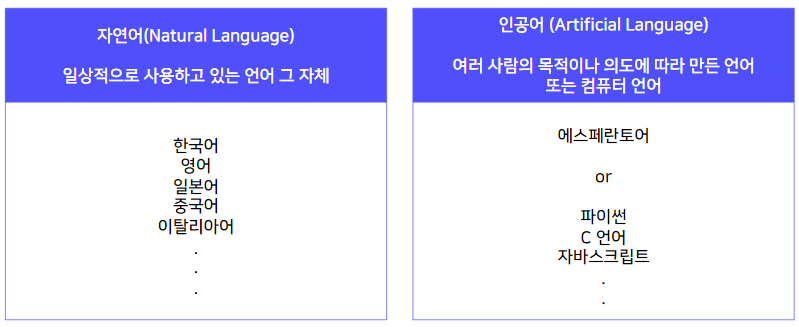 자연어(Natural Language)
일상적으로 사용하고 있는 언어 그 자체
한국어
영어
일본어
중국어
이탈리아어
.
.
.
인공어 (Artificial Language)
여러 사람의 목적이나 의도에 따라 만든 언어
또는 컴퓨터 언어
에스페란토어
or
파이썬
C 언어
자바스크립트
.
.